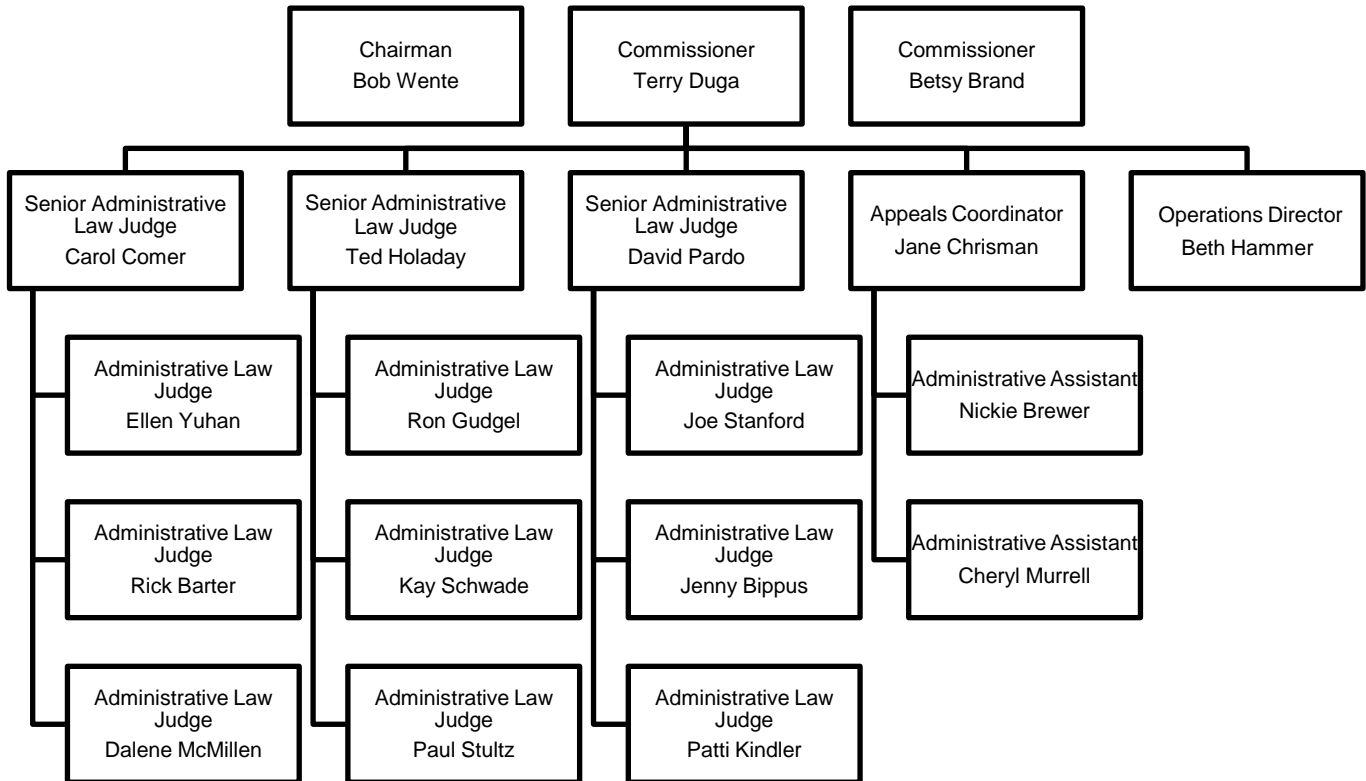 Chairman
Bob Wente
Commissioner
Terry Duga
Commissioner
Betsy Brand
Senior Administrative
Law Judge
Carol Comer
Senior Administrative
Law Judge
Ted Holaday
Senior Administrative
Law Judge
David Pardo
Appeals Coordinator
Jane Chrisman
Operations Director
Beth Hammer
Administrative Law
Judge
Ellen Yuhan
Administrative Law
Judge
Ron Gudgel
Administrative Law
Judge
Joe Stanford
Administrative Assistant
Nickie Brewer
Administrative Law
Judge
Rick Barter
Administrative Law
Judge
Kay Schwade
Administrative Law
Judge
Jenny Bippus
Administrative Assistant
Cheryl Murrell
Administrative Law
Judge
Dalene McMillen
Administrative Law
Judge
Paul Stultz
Administrative Law
Judge
Patti Kindler